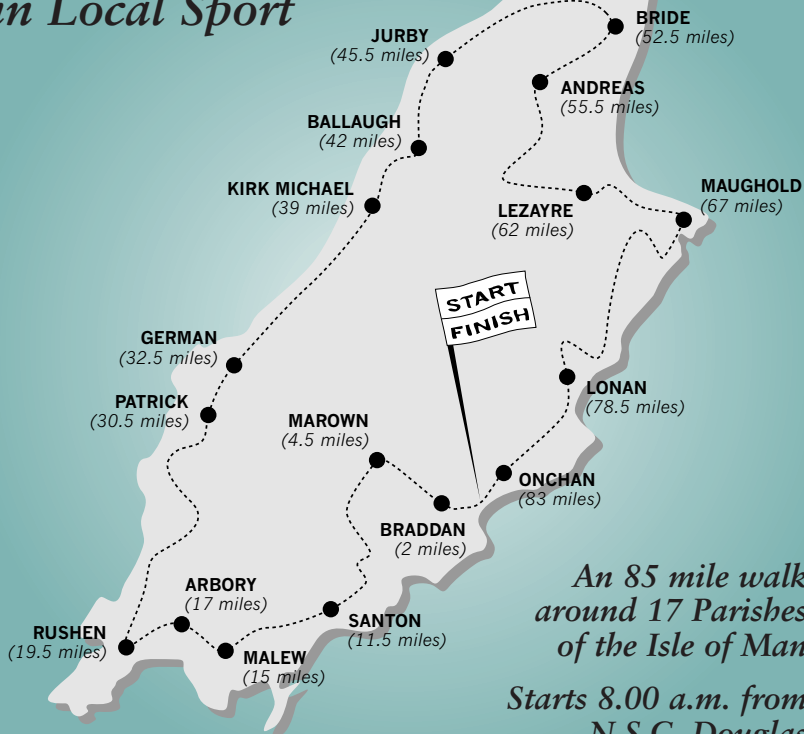 Local Sport
BRIDE
(52.5 miles)
JURBY
(45.5 miles)
ANDREAS
(55.5 miles)
BALLAUGH
(42 miles)
KIRK MICHAEL
(39 miles)
MAUGHOLD
(67 miles)
LEZAYRE
(62 miles)
START
FINISH
GERMAN
(32.5 miles)
PATRICK
(30.5 miles)
LONAN
(78.5 miles)
MAROWN
(4.5 miles)
ONCHAN
(83 miles)
BRADDAN
(2 miles)
ARBORY
(17 miles)
SANTON
(11.5 miles)
RUSHEN
(19.5 miles)
MALEW
(15 miles)
An 85 mile walk
around 17 Parishes
of the Isle of Man
Starts 8.00 a.m. from
N.S.C. Douglas